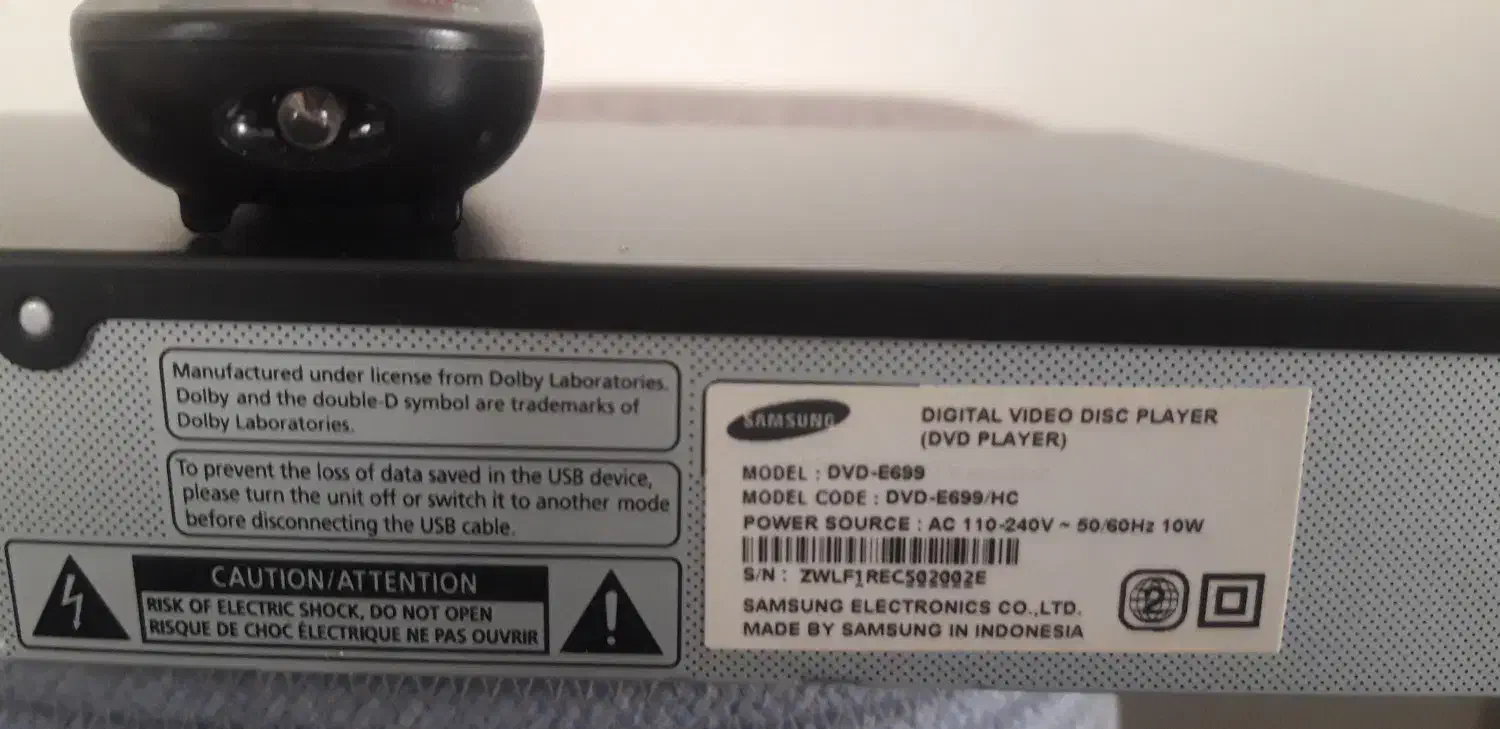 Manufactured under license from Dolby Laboratories.
Dolby and the double-D symbol are trademarks of
Dolby Laboratories.
To prevent the loss of data saved in the USB device,
please turn the unit off or switch it to another mode
before disconnecting the USB cable.
CAUTION/ATTENTION
RISK OF ELECTRIC SHOCK, DO NOT OPEN
RISQUE DE CHOC ÉLECTRIQUE NE PAS OUVRIR
SAMSUNG
DIGITAL VIDEO DISC PLAYER
(DVD PLAYER)
MODEL : DVD-E699
MODEL CODE : DVD-E699/HC
POWER SOURCE : AC 110-240V ~ 50/60Hz 10W
S/N : ZWLF1REC502002E
SAMSUNG ELECTRONICS CO.,LTD.
MADE BY SAMSUNG IN INDONESIA
2